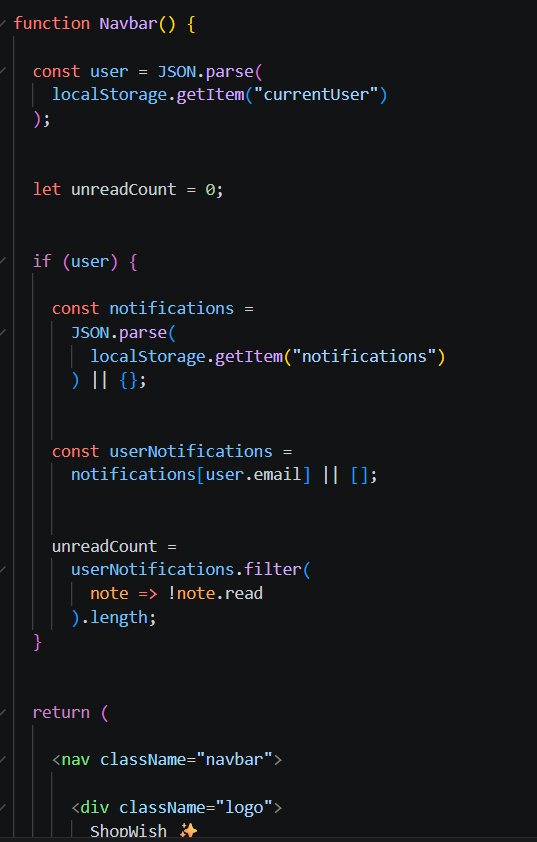 function Navbar() {
const user = JSON.parse(
localStorage.getItem("currentUser")
);
let unreadCount = 0;
if (user) {
const notifications =
JSON.parse(
localStorage.getItem("notifications")
) || {};
const userNotifications =
notifications[user.email] || [];
unreadCount =
userNotifications.filter(
note => !note.read
).length;
}
return (
<nav className="navbar">
<div className="logo">
ShopWish ✨